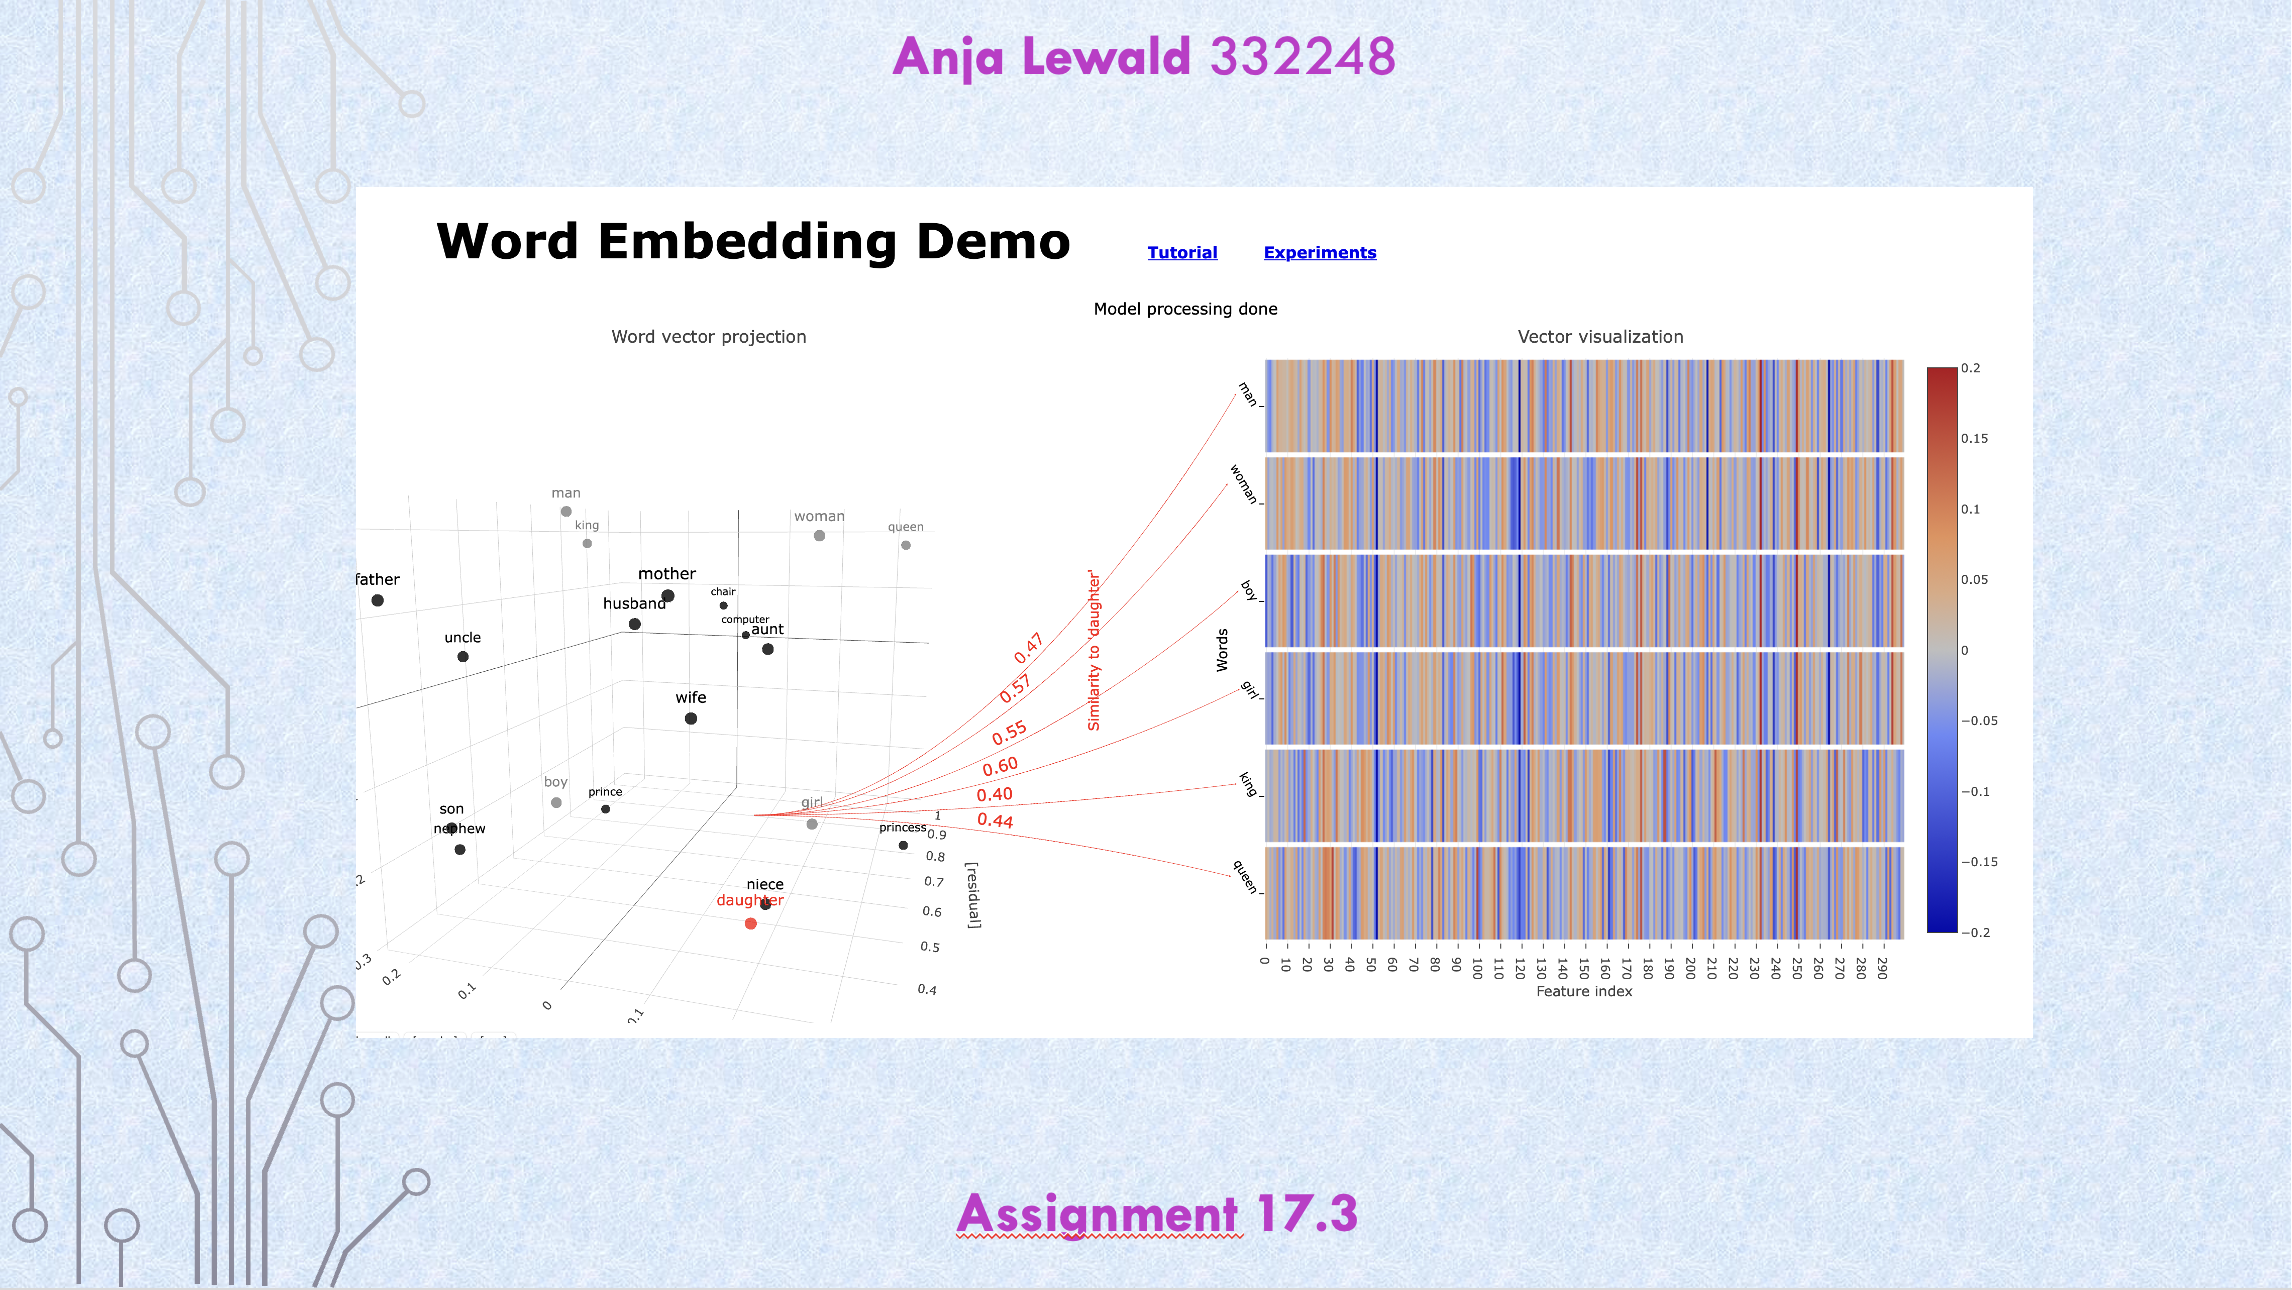 Anja Lewald 332248
Word Embedding Demo
Tutorial
Experiments
Model processing done
Word vector projection
Vector visualization
man
king
woman
queen
father
mother
husband
chair
computer
aunt
uncle
wife
boy
prince
son
nephew
girl
princess
niece
daughter
1
0.9
0.8
0.7
0.6
0.5
0.4
[residual]
0.3
0.2
0.1
0
0.1
0.47
0.57
0.55
0.60
0.40
0.44
Similarity to 'daughter'
Words
man
woman
boy
girl
king
queen
0 10 20 30 40 50 60 70 80 90 100 110 120 130 140 150 160 170 180 190 200 210 220 230 240 250 260 270 280 290
Feature index
0.2
0.15
0.1
0.05
0
−0.05
−0.1
−0.15
−0.2
Assignment 17.3